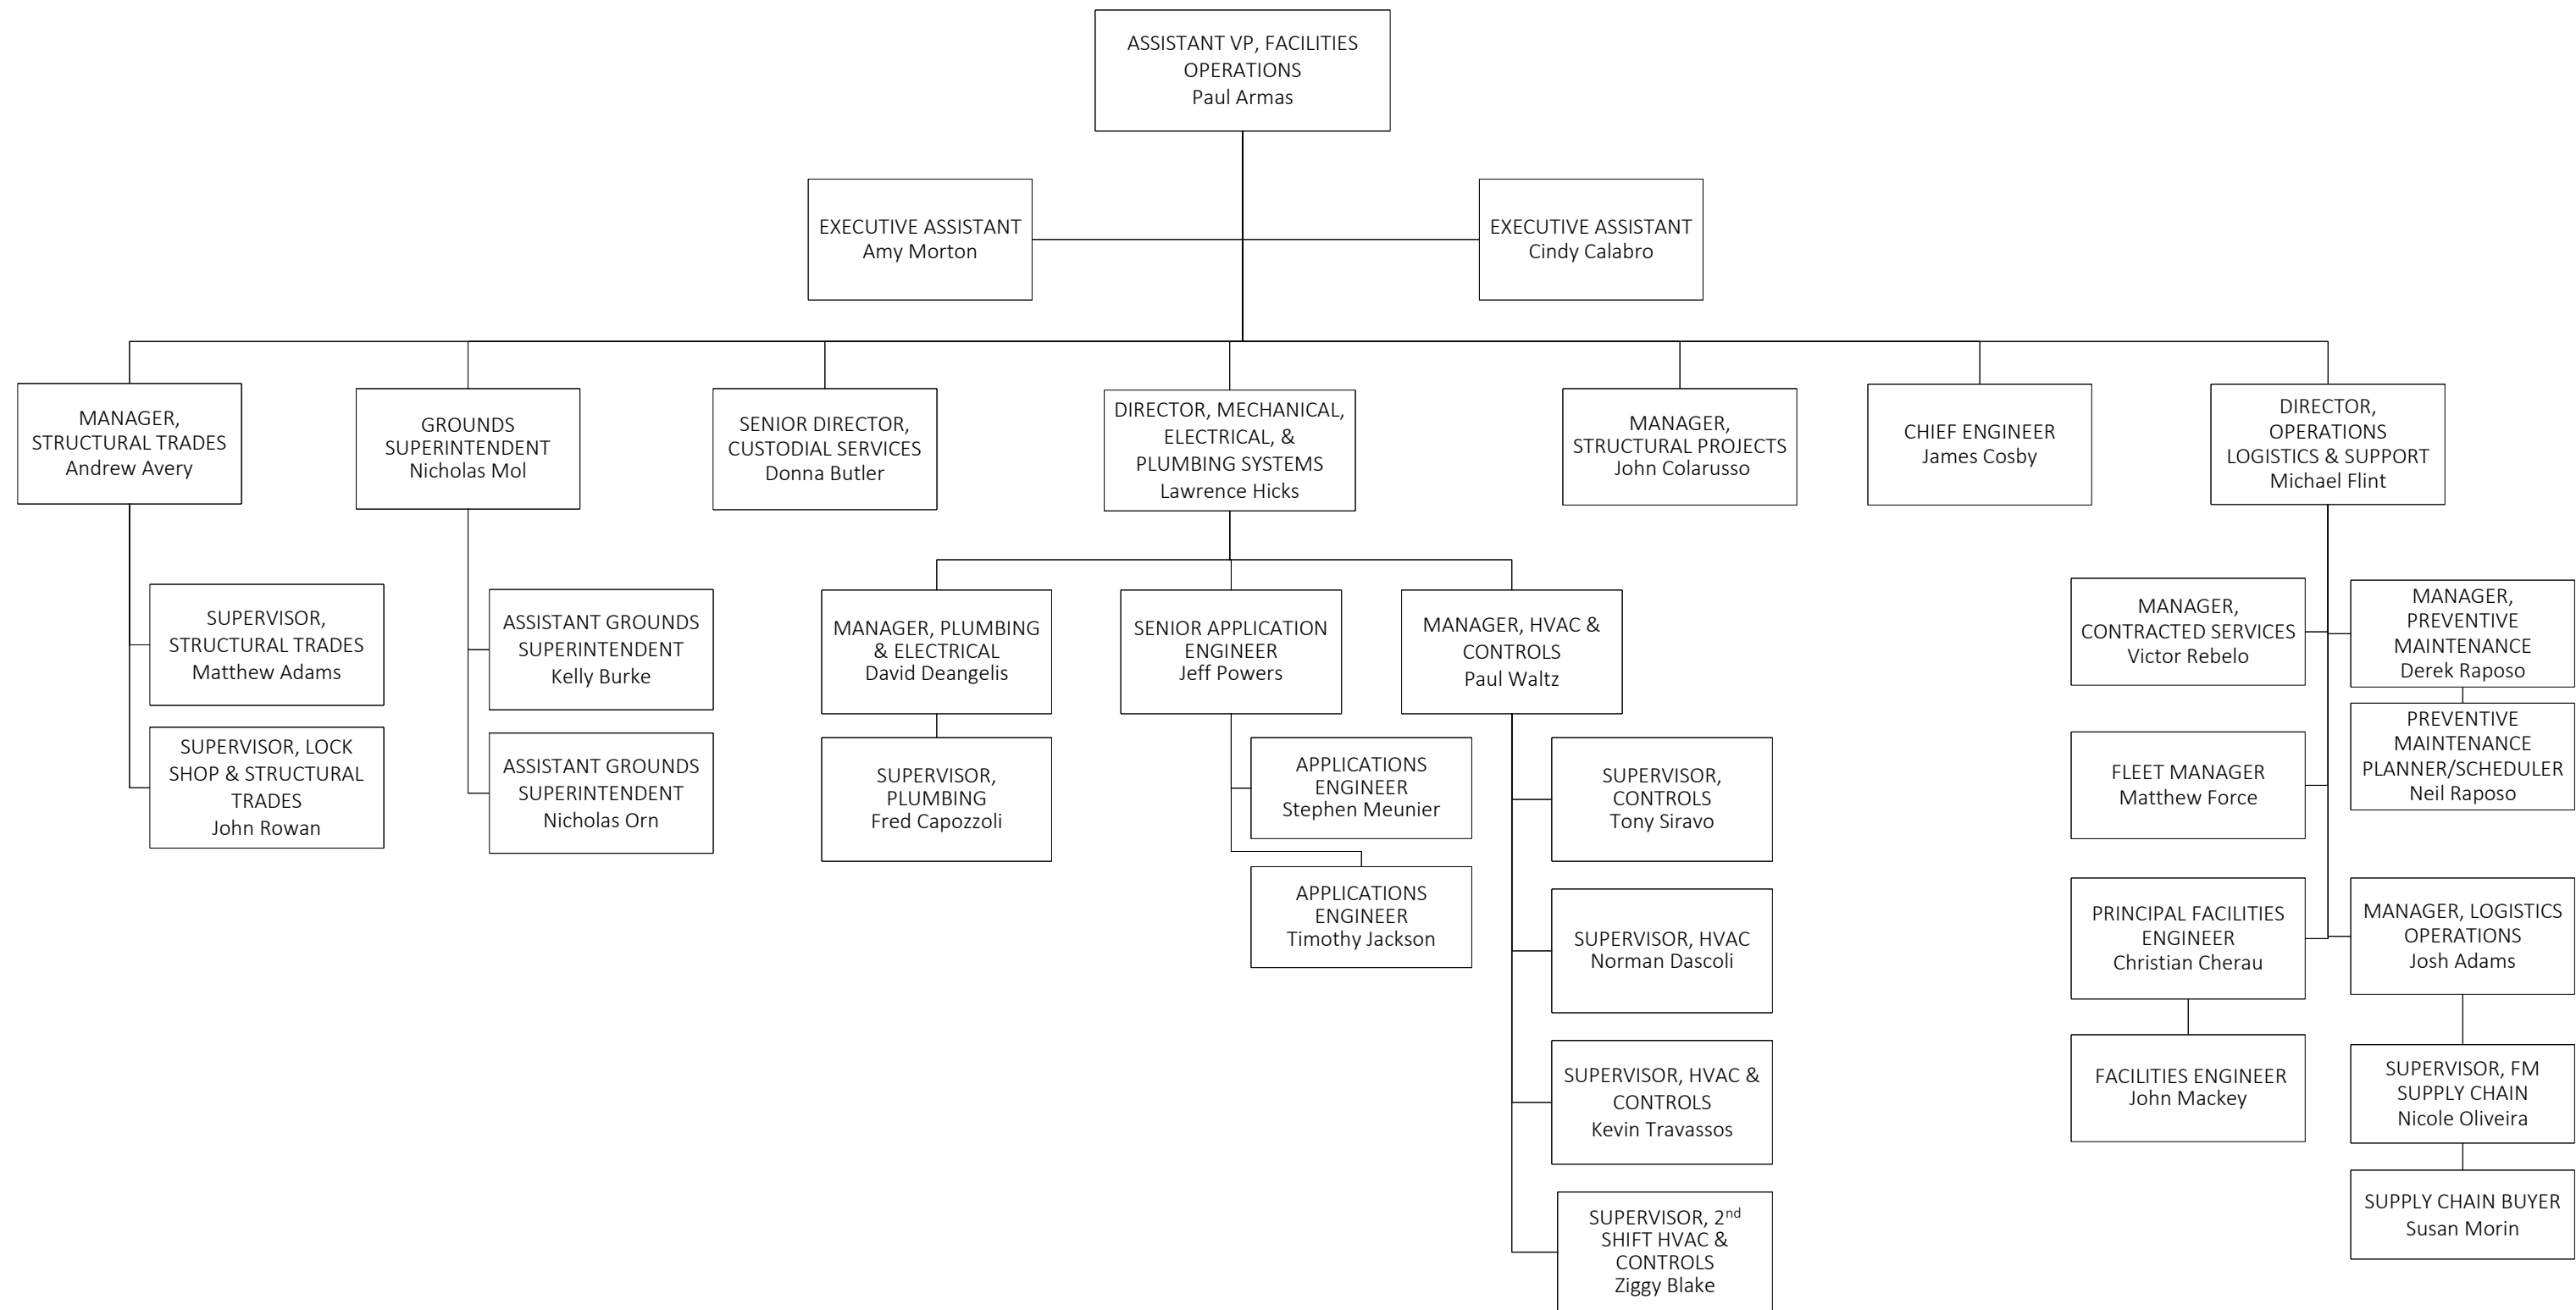 ASSISTANT VP, FACILITIES
OPERATIONS
Paul Armas
EXECUTIVE ASSISTANT
Amy Morton
EXECUTIVE ASSISTANT
Cindy Calabro
MANAGER,
STRUCTURAL TRADES
Andrew Avery
GROUNDS
SUPERINTENDENT
Nicholas Mol
SENIOR DIRECTOR,
CUSTODIAL SERVICES
Donna Butler
DIRECTOR, MECHANICAL,
ELECTRICAL, &
PLUMBING SYSTEMS
Lawrence Hicks
MANAGER,
STRUCTURAL PROJECTS
John Colarusso
CHIEF ENGINEER
James Cosby
DIRECTOR,
OPERATIONS
LOGISTICS & SUPPORT
Michael Flint
SUPERVISOR,
STRUCTURAL TRADES
Matthew Adams
SUPERVISOR, LOCK
SHOP & STRUCTURAL
TRADES
John Rowan
ASSISTANT GROUNDS
SUPERINTENDENT
Kelly Burke
ASSISTANT GROUNDS
SUPERINTENDENT
Nicholas Orn
MANAGER, PLUMBING
& ELECTRICAL
David Deangelis
SUPERVISOR,
PLUMBING
Fred Capozzoli
SENIOR APPLICATION
ENGINEER
Jeff Powers
APPLICATIONS
ENGINEER
Stephen Meunier
APPLICATIONS
ENGINEER
Timothy Jackson
MANAGER, HVAC &
CONTROLS
Paul Waltz
SUPERVISOR,
CONTROLS
Tony Siravo
SUPERVISOR, HVAC
Norman Dascoli
SUPERVISOR, HVAC &
CONTROLS
Kevin Travassos
SUPERVISOR, 2nd
SHIFT HVAC &
CONTROLS
Ziggy Blake
MANAGER,
CONTRACTED SERVICES
Victor Rebelo
FLEET MANAGER
Matthew Force
PRINCIPAL FACILITIES
ENGINEER
Christian Cherau
FACILITIES ENGINEER
John Mackey
MANAGER,
PREVENTIVE
MAINTENANCE
Derek Raposo
PREVENTIVE
MAINTENANCE
PLANNER/SCHEDULER
Neil Raposo
MANAGER, LOGISTICS
OPERATIONS
Josh Adams
SUPERVISOR, FM
SUPPLY CHAIN
Nicole Oliveira
SUPPLY CHAIN BUYER
Susan Morin